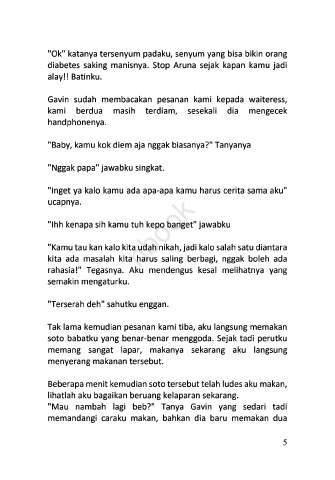 "Ok" katanya tersenyum padaku, senyum yang bisa bikin orang
diabetes saking manisnya. Stop Aruna sejak kapan kamu jadi
alay!! Batinku.
Gavin sudah membacakan pesanan kami kepada waiteress,
kami berdua masih terdiam, sesekali dia mengecek
handphonenya.
"Baby, kamu kok diem aja nggak biasanya?" Tanyanya
"Nggak papa" jawabku singkat.
"Inget ya kalo kamu ada apa-apa kamu harus cerita sama aku"
ucapnya.
"Ihh kenapa sih kamu tuh kepo banget" jawabku
"Kamu tau kan kalo kita udah nikah, jadi kalo salah satu diantara
kita ada masalah kita harus saling berbagi, nggak boleh ada
rahasia!" Tegasnya. Aku mendengus kesal melihatnya yang
semakin mengaturku.
"Terserah deh" sahutku enggan.
Tak lama kemudian pesanan kami tiba, aku langsung memakan
soto babatku yang benar-benar menggoda. Sejak tadi perutku
memang sangat lapar, makanya sekarang aku langsung
menyerang makanan tersebut.
Beberapa menit kemudian soto tersebut telah ludes aku makan,
lihatlah aku bagaikan beruang kelaparan sekarang.
"Mau nambah lagi beb?" Tanya Gavin yang sedari tadi
memandangi caraku makan, bahkan dia baru memakan dua
5